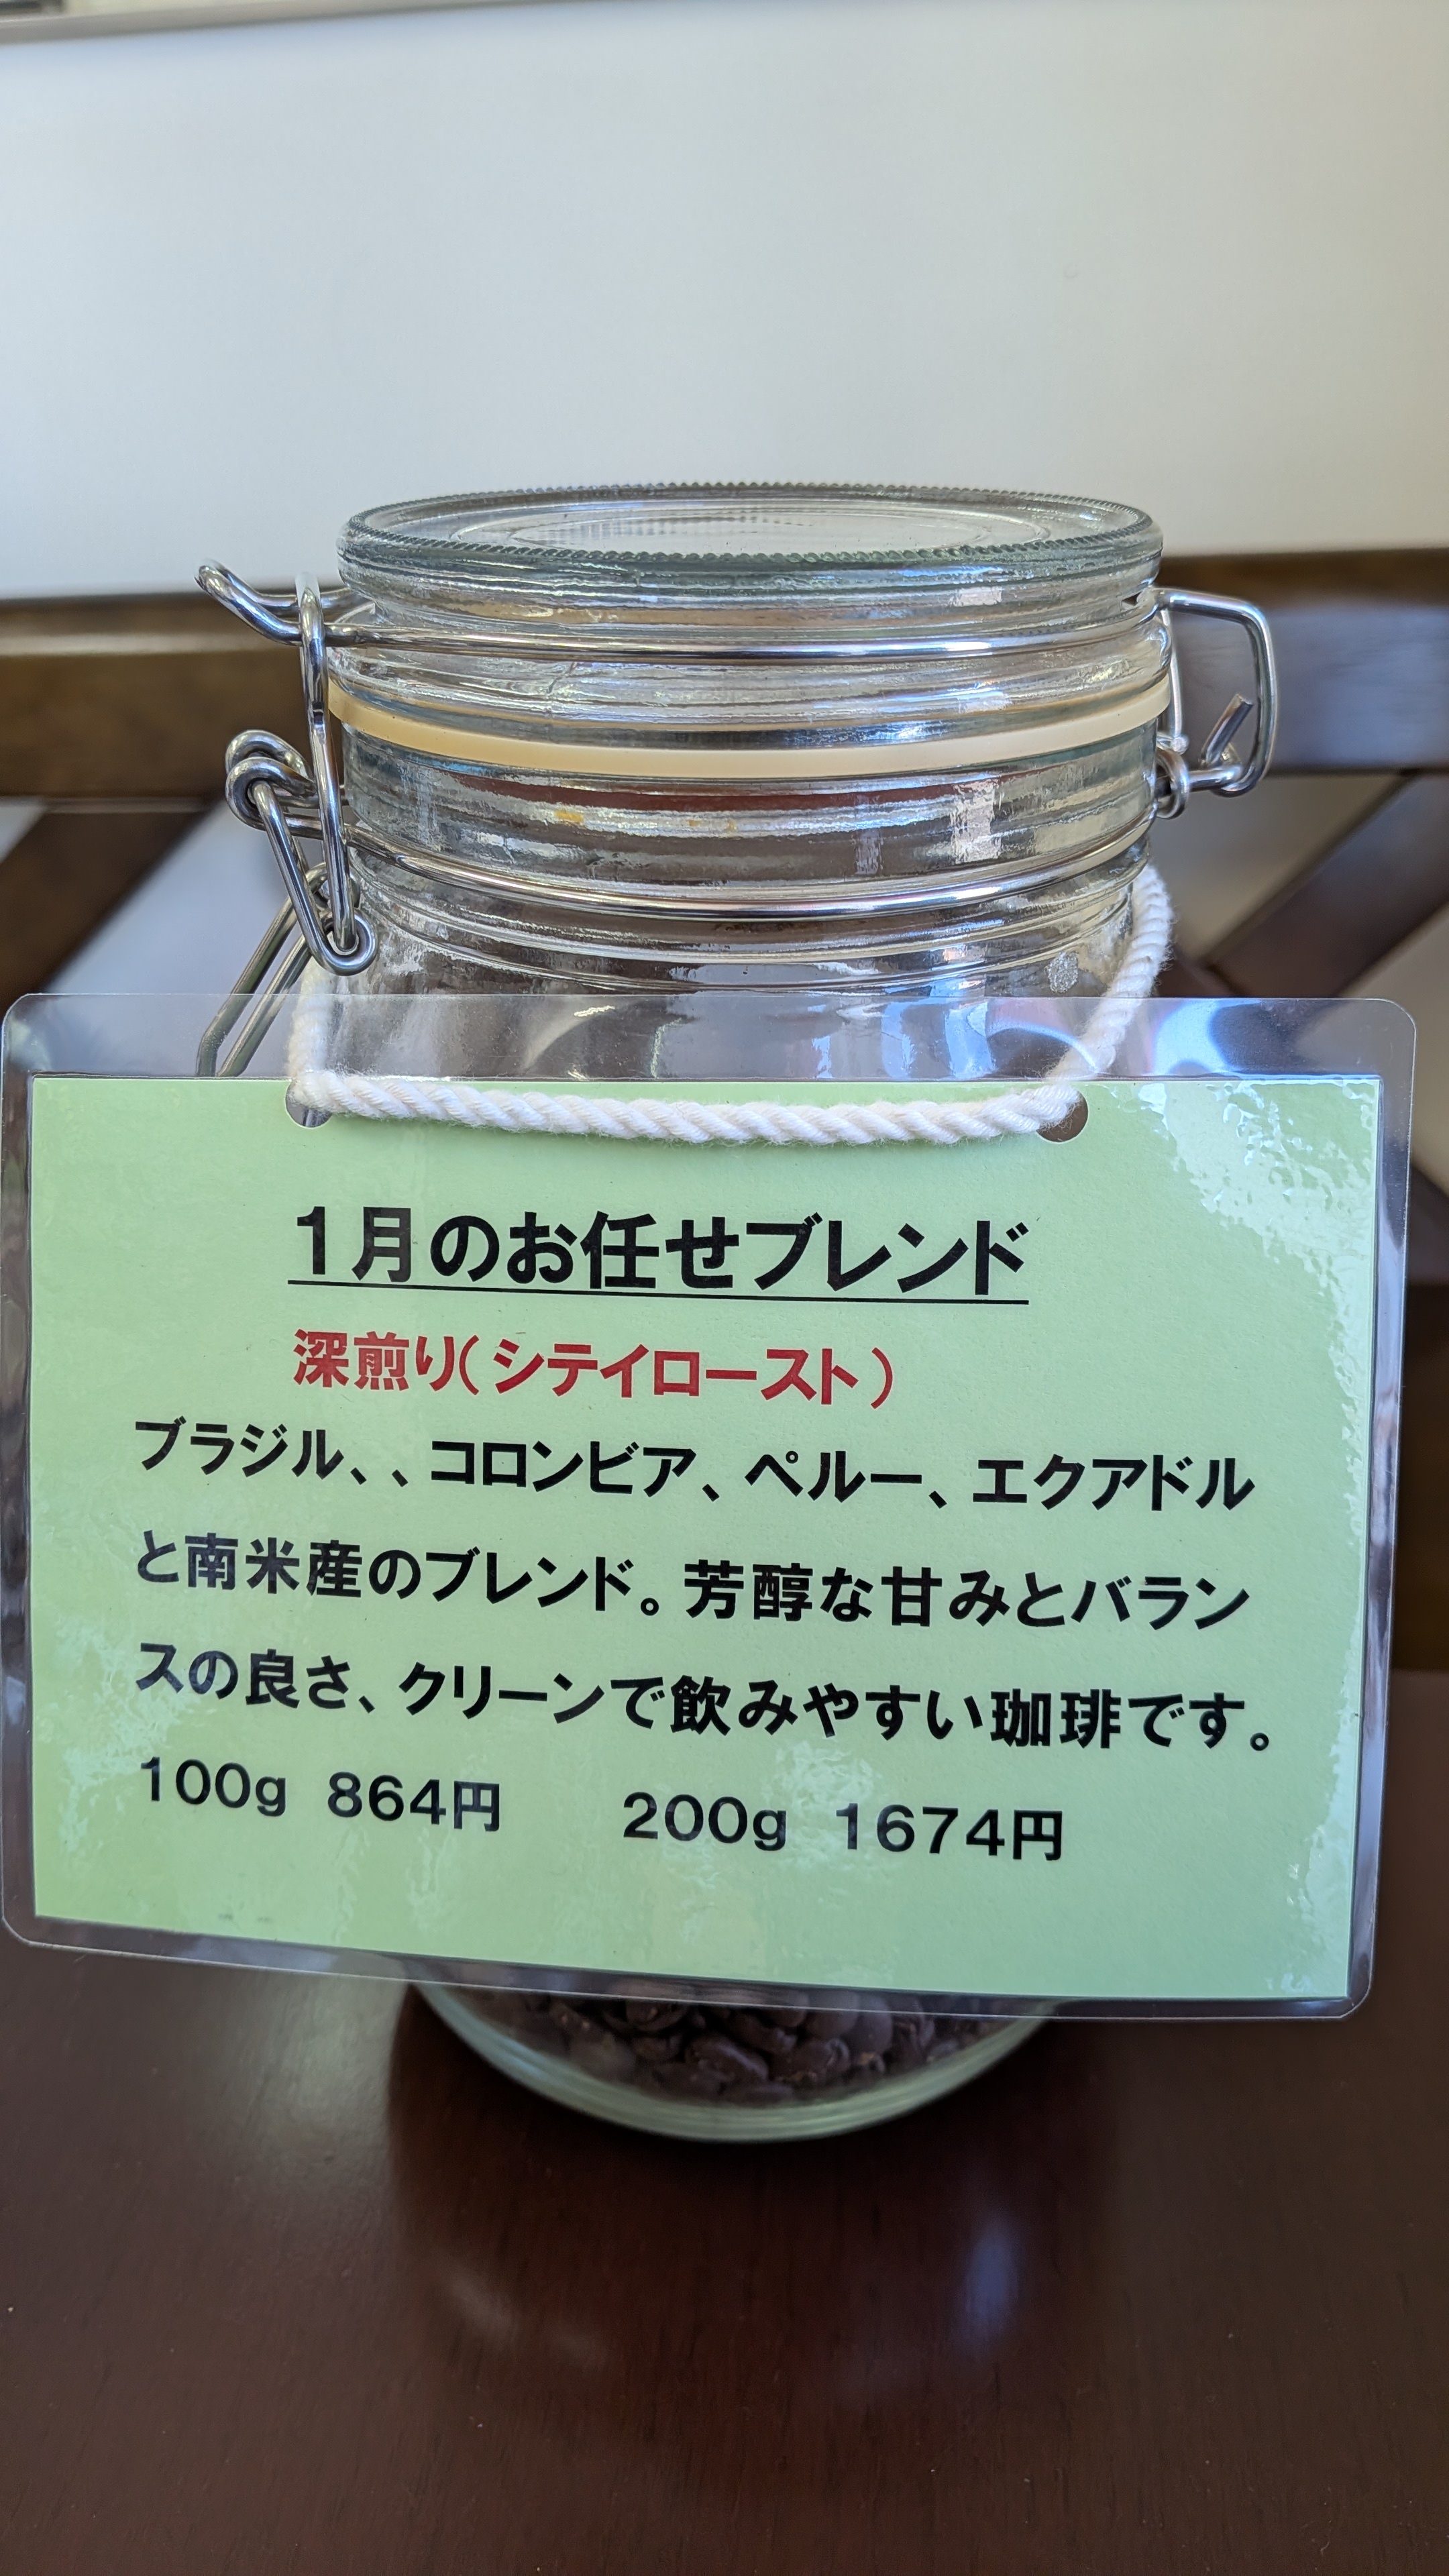 １月のお任せブレンド
深煎り（シテイロースト）
ブラジル、、コロンビア、ペルー、エクアドル
と南米産のブレンド。芳醇な甘みとバラン
スの良さ、クリーンで飲みやすい珈琲です。
100g 864円 200g 1674円